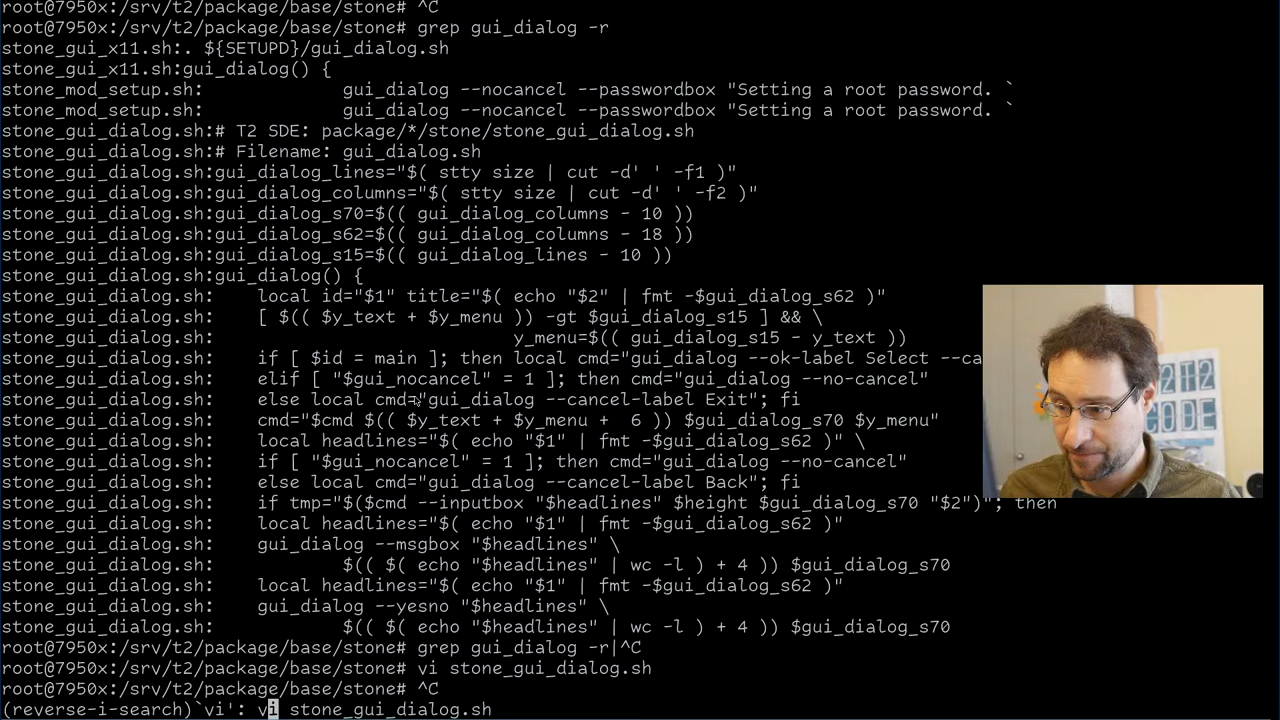 root@7950x:/srv/t2/package/base/stone# ^C
root@7950x:/srv/t2/package/base/stone# grep gui_dialog -r
stone_gui_x11.sh:. ${SETUPD}/gui_dialog.sh
stone_gui_x11.sh:gui_dialog() {
stone_mod_setup.sh:            gui_dialog --nocancel --passwordbox "Setting a root password. `
stone_mod_setup.sh:            gui_dialog --nocancel --passwordbox "Setting a root password. `
stone_gui_dialog.sh:# T2 SDE: package/*/stone/stone_gui_dialog.sh
stone_gui_dialog.sh:# Filename: gui_dialog.sh
stone_gui_dialog.sh:gui_dialog_lines="$( stty size | cut -d' ' -f1 )"
stone_gui_dialog.sh:gui_dialog_columns="$( stty size | cut -d' ' -f2 )"
stone_gui_dialog.sh:gui_dialog_s70=$(( gui_dialog_columns - 10 ))
stone_gui_dialog.sh:gui_dialog_s62=$(( gui_dialog_columns - 18 ))
stone_gui_dialog.sh:gui_dialog_s15=$(( gui_dialog_lines - 10 ))
stone_gui_dialog.sh:gui_dialog() {
stone_gui_dialog.sh:    local id="$1" title="$( echo "$2" | fmt -$gui_dialog_s62 )"
stone_gui_dialog.sh:    [ $(( $y_text + $y_menu )) -gt $gui_dialog_s15 ] && \
                                                y_menu=$(( gui_dialog_s15 - y_text ))
stone_gui_dialog.sh:    if [ $id = main ]; then local cmd="gui_dialog --ok-label Select --ca
stone_gui_dialog.sh:    elif [ "$gui_nocancel" = 1 ]; then cmd="gui_dialog --no-cancel"
stone_gui_dialog.sh:    else local cmd="gui_dialog --cancel-label Exit"; fi
stone_gui_dialog.sh:    cmd="$cmd $(( $y_text + $y_menu +  6 )) $gui_dialog_s70 $y_menu"
stone_gui_dialog.sh:    local headlines="$( echo "$1" | fmt -$gui_dialog_s62 )" \
stone_gui_dialog.sh:    if [ "$gui_nocancel" = 1 ]; then cmd="gui_dialog --no-cancel"
stone_gui_dialog.sh:    else local cmd="gui_dialog --cancel-label Back"; fi
stone_gui_dialog.sh:    if tmp="$($cmd --inputbox "$headlines" $height $gui_dialog_s70 "$2")"; then
stone_gui_dialog.sh:    local headlines="$( echo "$1" | fmt -$gui_dialog_s62 )"
stone_gui_dialog.sh:    gui_dialog --msgbox "$headlines" \
stone_gui_dialog.sh:            $(( $( echo "$headlines" | wc -l ) + 4 )) $gui_dialog_s70
stone_gui_dialog.sh:    local headlines="$( echo "$1" | fmt -$gui_dialog_s62 )"
stone_gui_dialog.sh:    gui_dialog --yesno "$headlines" \
stone_gui_dialog.sh:            $(( $( echo "$headlines" | wc -l ) + 4 )) $gui_dialog_s70
root@7950x:/srv/t2/package/base/stone# grep gui_dialog -r|^C
root@7950x:/srv/t2/package/base/stone# vi stone_gui_dialog.sh
root@7950x:/srv/t2/package/base/stone# ^C
(reverse-i-search)`vi': vi stone_gui_dialog.sh
CODE